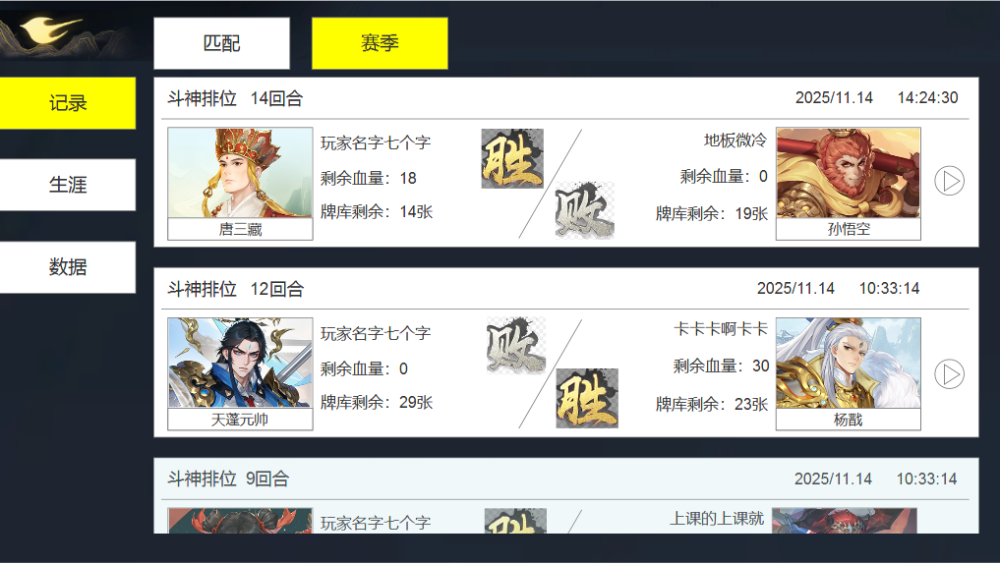 匹配
赛季
记录
生涯
数据
斗神排位 14回合 2025/11.14 14:24:30
玩家名字七个字
剩余血量：18
牌库剩余：14张
唐三藏
胜
败
地板微冷
剩余血量：0
牌库剩余：19张
孙悟空
斗神排位 12回合 2025/11.14 10:33:14
玩家名字七个字
剩余血量：0
牌库剩余：29张
天蓬元帅
败
胜
卡卡卡啊卡卡
剩余血量：30
牌库剩余：23张
杨戬
斗神排位 9回合 2025/11.14 10:33:14
玩家名字七个字
胜
上课的上课就